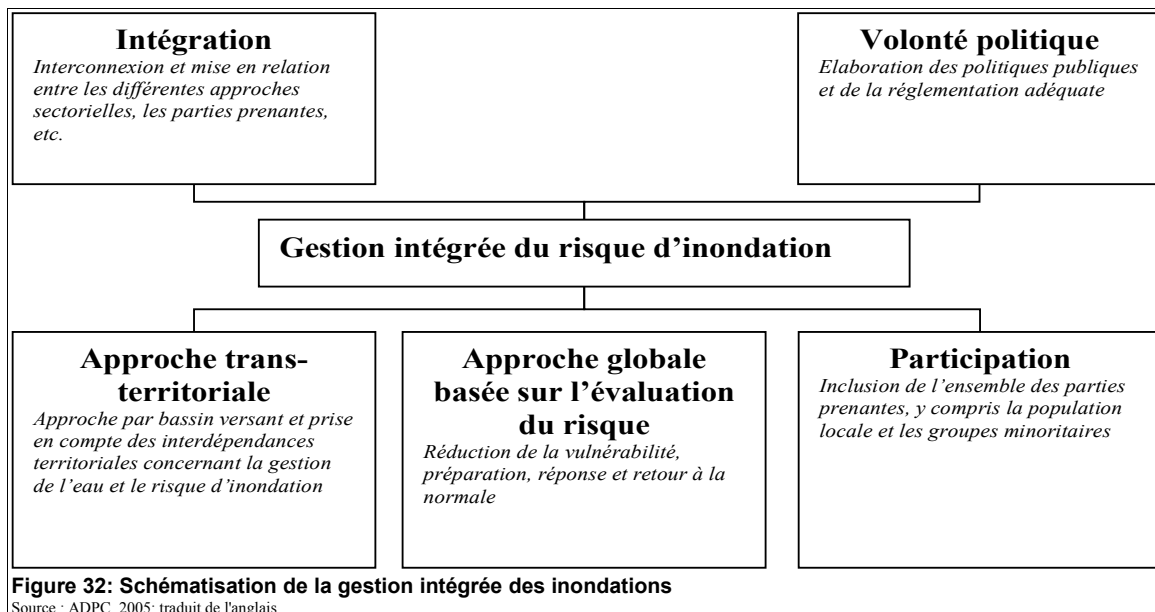 Intégration
Interconnexion et mise en relation
entre les différentes approches
sectorielles, les parties prenantes,
etc.
Volonté politique
Elaboration des politiques publiques
et de la réglementation adéquate
Gestion intégrée du risque d'inondation
Approche trans-
territoriale
Approche par bassin versant et prise
en compte des interdépendances
territoriales concernant la gestion
de l'eau et le risque d'inondation
Approche globale
basée sur l'évaluation
du risque
Réduction de la vulnérabilité,
préparation, réponse et retour à la
normale
Participation
Inclusion de l'ensemble des parties
prenantes, y compris la population
locale et les groupes minoritaires
Figure 32: Schématisation de la gestion intégrée des inondations
Source : ADPC, 2005; traduit de l'anglais